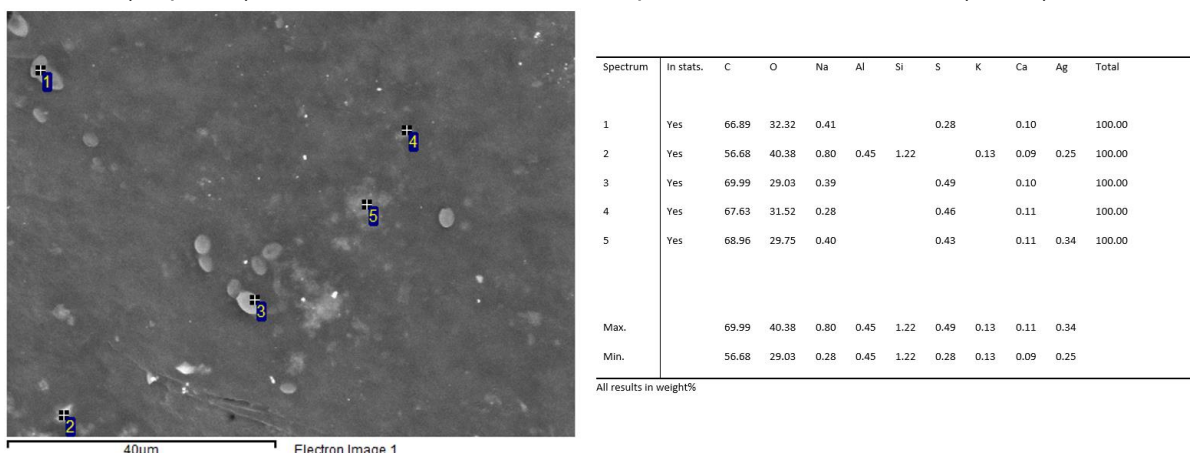 1
4
5
3
2
40µm Electron Image 1
Spectrum In stats. C O Na Al Si S K Ca Ag Total
1 Yes 66.89 32.32 0.41 0.28 0.10 100.00
2 Yes 56.68 40.38 0.80 0.45 1.22 0.13 0.09 0.25 100.00
3 Yes 69.99 29.03 0.39 0.49 0.10 100.00
4 Yes 67.63 31.52 0.28 0.46 0.11 100.00
5 Yes 68.96 29.75 0.40 0.43 0.11 0.34 100.00
Max. 69.99 40.38 0.80 0.45 1.22 0.49 0.13 0.11 0.34
Min. 56.68 29.03 0.28 0.45 1.22 0.28 0.13 0.09 0.25
All results in weight%